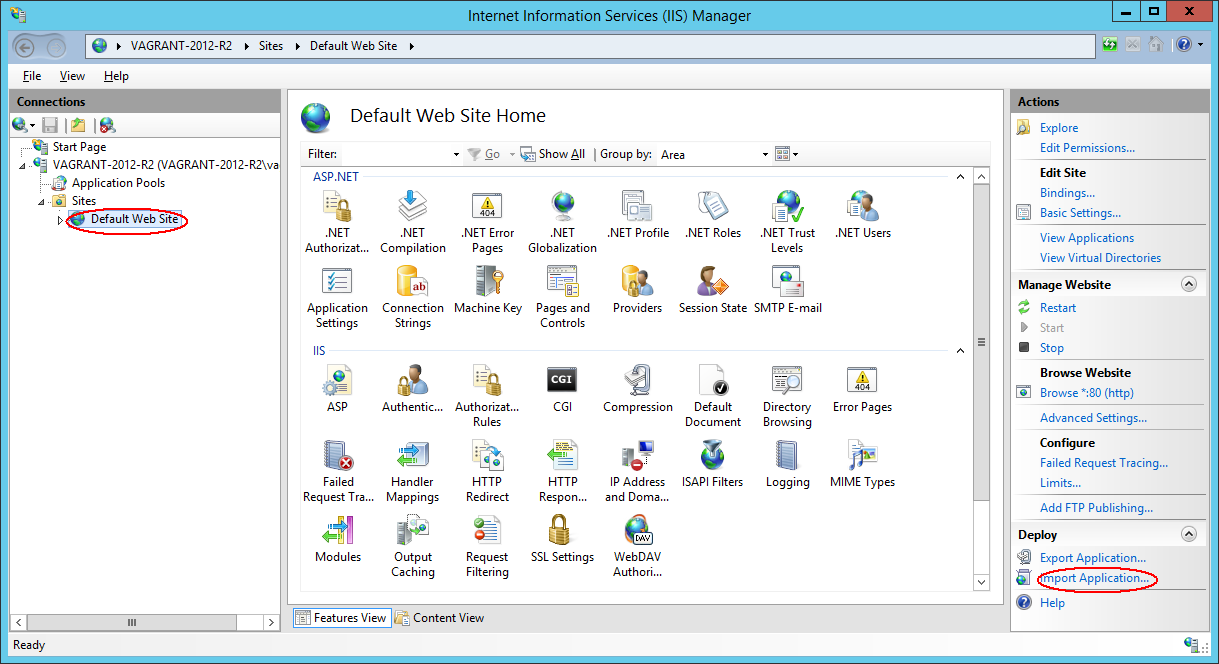 Internet Information Services (IIS) Manager
VAGRANT-2012-R2 Sites Default Web Site
File View Help
Connections
Start Page
VAGRANT-2012-R2 (VAGRANT-2012-R2\va
Application Pools
Sites
Default Web Site
Default Web Site Home
Filter: Go Show All Group by: Area
ASP.NET
.NET Authorizat...
.NET Compilation
.NET Error Pages
.NET Globalization
.NET Profile
.NET Roles
.NET Trust Levels
.NET Users
Application Settings
Connection Strings
Machine Key
Pages and Controls
Providers
Session State
SMTP E-mail
IIS
ASP
Authentic...
Authorizat... Rules
CGI
Compression
Default Document
Directory Browsing
Error Pages
Failed Request Tra...
Handler Mappings
HTTP Redirect
HTTP Respon...
IP Address and Doma...
ISAPI Filters
Logging
MIME Types
Modules
Output Caching
Request Filtering
SSL Settings
WebDAV Authori...
Features View Content View
Actions
Explore
Edit Permissions...
Edit Site
Bindings...
Basic Settings...
View Applications
View Virtual Directories
Manage Website
Restart
Start
Stop
Browse Website
Browse *:80 (http)
Advanced Settings...
Configure
Failed Request Tracing...
Limits...
Add FTP Publishing...
Deploy
Export Application...
Import Application...
Help
Ready